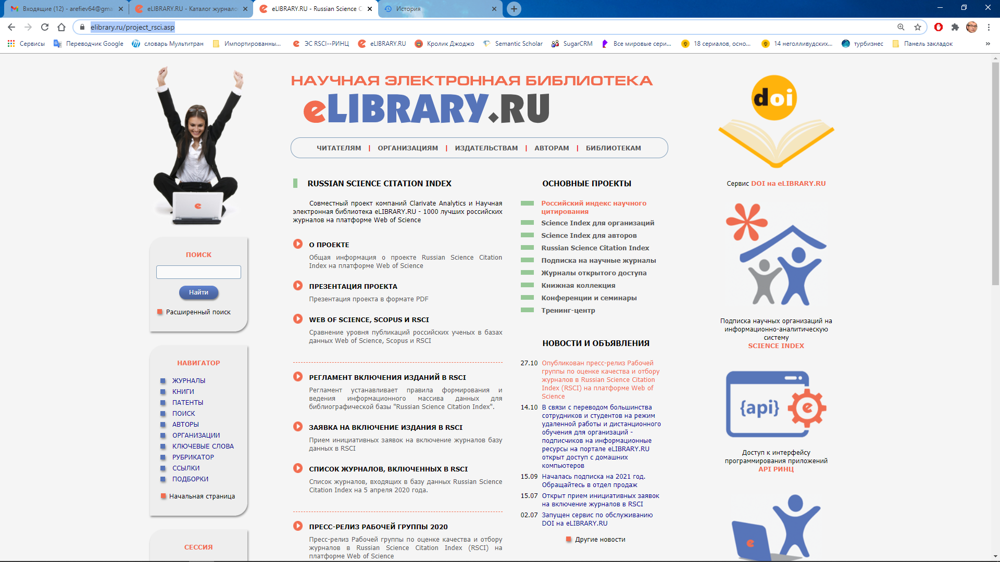 Входящие (12) - arefiev64@gma
eLIBRARY.RU - Каталог журнало
eLIBRARY.RU - Russian Science C
История
elibrary.ru/project_rsci.asp
Сервисы
Переводчик Google
словарь Мультитран
Импортированны...
ЭС RSCI--РИНЦ
eLIBRARY.RU
Кролик Джоджо
Semantic Scholar
SugarCRM
Все мировые сери...
18 сериалов, осно...
14 неголливудских...
турбизнес
Панель закладок
»
НАУЧНАЯ ЭЛЕКТРОННАЯ БИБЛИОТЕКА
eLIBRARY.RU
ЧИТАТЕЛЯМ | ОРГАНИЗАЦИЯМ | ИЗДАТЕЛЬСТВАМ | АВТОРАМ | БИБЛИОТЕКАМ
e
ПОИСК
Найти
Расширенный поиск
НАВИГАТОР
ЖУРНАЛЫ
КНИГИ
ПАТЕНТЫ
ПОИСК
АВТОРЫ
ОРГАНИЗАЦИИ
КЛЮЧЕВЫЕ СЛОВА
РУБРИКАТОР
ССЫЛКИ
ПОДБОРКИ
Начальная страница
СЕССИЯ
RUSSIAN SCIENCE CITATION INDEX
Совместный проект компаний Clarivate Analytics и Научная
электронная библиотека eLIBRARY.RU - 1000 лучших российских
журналов на платформе Web of Science
О ПРОЕКТЕ
Общая информация о проекте Russian Science Citation
Index на платформе Web of Science
ПРЕЗЕНТАЦИЯ ПРОЕКТА
Презентация проекта в формате PDF
WEB OF SCIENCE, SCOPUS И RSCI
Сравнение уровня публикаций российских ученых в базах
данных Web of Science, Scopus и RSCI
РЕГЛАМЕНТ ВКЛЮЧЕНИЯ ИЗДАНИЙ В RSCI
Регламент устанавливает правила формирования и
ведения информационного массива данных для
библиографической базы "Russian Science Citation Index".
ЗАЯВКА НА ВКЛЮЧЕНИЕ ИЗДАНИЯ В RSCI
Прием инициативных заявок на включение журналов базу
данных в RSCI
СПИСОК ЖУРНАЛОВ, ВКЛЮЧЕННЫХ В RSCI
Список журналов, входящих в базу данных Russian Science
Citation Index на 5 апреля 2020 года.
ПРЕСС-РЕЛИЗ РАБОЧЕЙ ГРУППЫ 2020
Пресс-релиз Рабочей группы по оценке качества и отбору
журналов в Russian Science Citation Index (RSCI) на
платформе Web of Science
ОСНОВНЫЕ ПРОЕКТЫ
Российский индекс научного
цитирования
Science Index для организаций
Science Index для авторов
Russian Science Citation Index
Подписка на научные журналы
Журналы открытого доступа
Книжная коллекция
Конференции и семинары
Тренинг-центр
НОВОСТИ И ОБЪЯВЛЕНИЯ
27.10 Опубликован пресс-релиз Рабочей
группы по оценке качества и отбору
журналов в Russian Science Citation
Index (RSCI) на платформе Web of
Science
14.10 В связи с переводом большинства
сотрудников и студентов на режим
удаленной работы и дистанционного
обучения для организаций -
подписчиков на информационные
ресурсы на портале eLIBRARY.RU
открыт доступ с домашних
компьютеров
15.09 Началась подписка на 2021 год.
Обращайтесь в отдел продаж
15.07 Открыт прием инициативных заявок
на включение журналов в RSCI
02.07 Запущен сервис по обслуживанию
DOI на eLIBRARY.RU
Другие новости
doi
Сервис DOI на eLIBRARY.RU
Подписка научных организаций на
информационно-аналитическую
систему
SCIENCE INDEX
{api}
e
Доступ к интерфейсу
программирования приложений
API РИНЦ
e